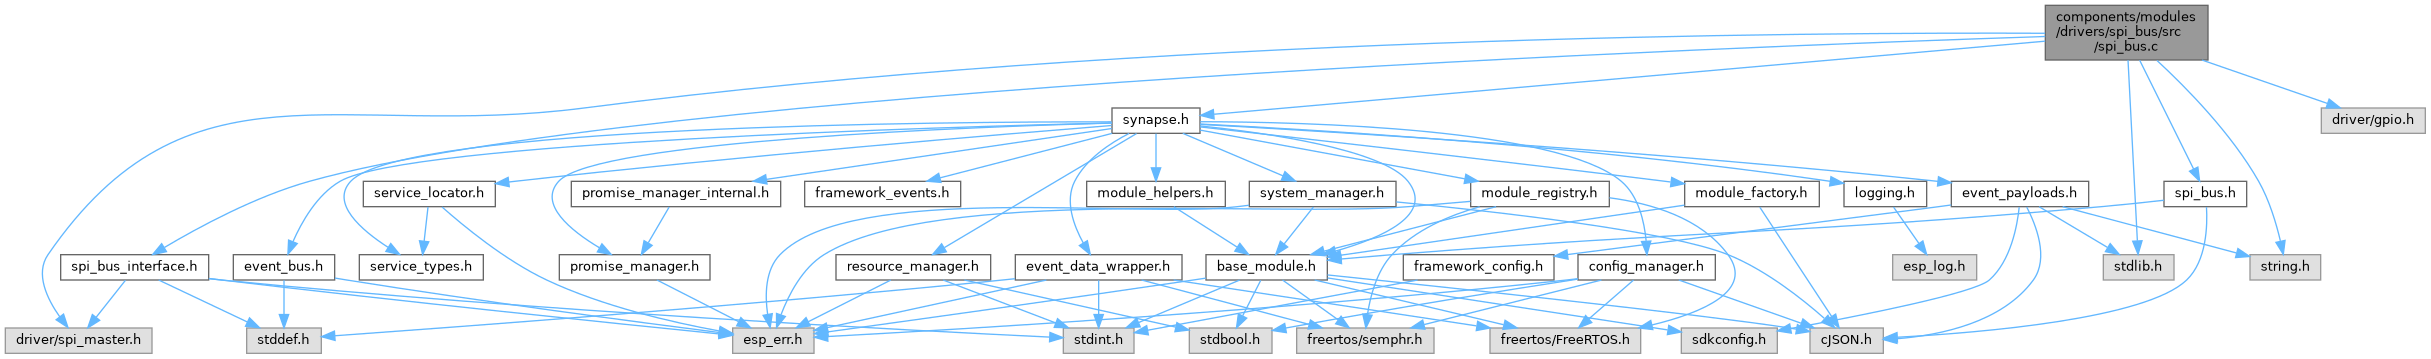 components/modules
/drivers/spi_bus/src
/spi_bus.c
synapse.h
driver/gpio.h
service_locator.h
promise_manager_internal.h
framework_events.h
module_helpers.h
system_manager.h
module_registry.h
module_factory.h
logging.h
event_payloads.h
spi_bus.h
spi_bus_interface.h
event_bus.h
service_types.h
promise_manager.h
resource_manager.h
event_data_wrapper.h
base_module.h
framework_config.h
config_manager.h
esp_log.h
stdlib.h
string.h
driver/spi_master.h
stddef.h
esp_err.h
stdint.h
stdbool.h
freertos/semphr.h
freertos/FreeRTOS.h
sdkconfig.h
cJSON.h